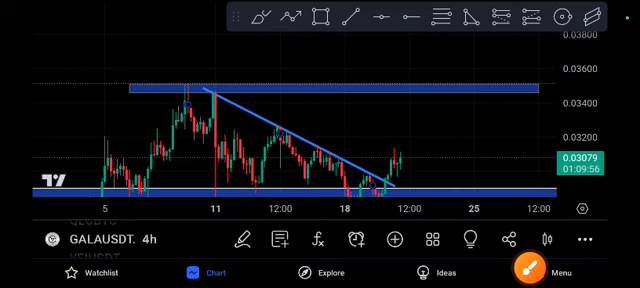 0.03800
0.03600
0.03400
0.03200
0.03079
01:09:56
5
11
12:00
18
12:00
25
12:00
GALAUSDT. 4h
Watchlist
Chart
Explore
Ideas
Menu